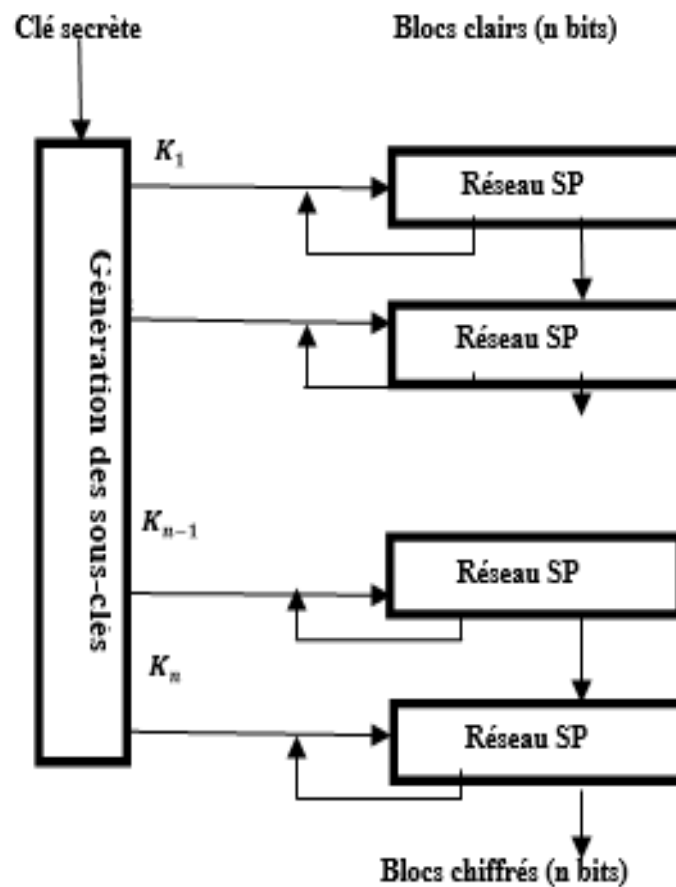 Clé secrète
Blocs clairs (n bits)
K₁
Réseau SP
Réseau SP
Génération des sous-clés
Kₙ₋₁
Réseau SP
Kₙ
Réseau SP
Blocs chiffrés (n bits)